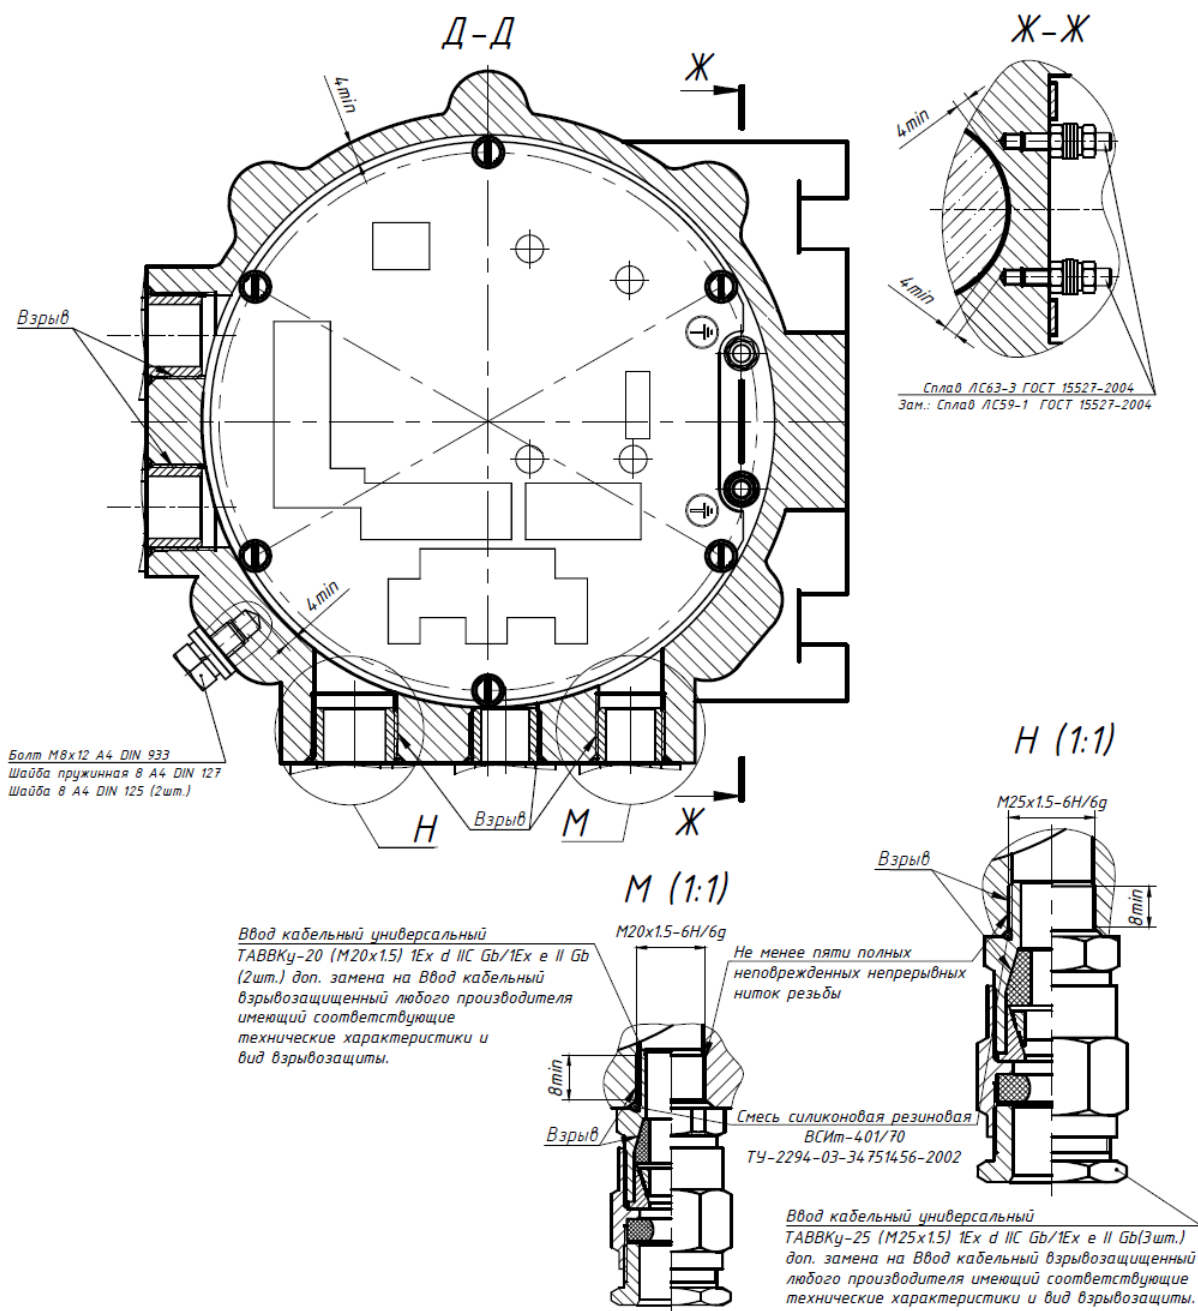 Д-Д
Ж-Ж
Ж
4min
4min
4min
Взрыв
Сплав ЛС63-3 ГОСТ 15527-2004
Зам.: Сплав ЛС59-1 ГОСТ 15527-2004
4min
Болт М8х12 А4 DIN 933
Шайба пружинная 8 А4 DIN 127
Шайба 8 А4 DIN 125 (2шт.)
Н
Взрыв
М
Ж
Н (1:1)
М25х1.5-6Н/6g
Взрыв
8min
М (1:1)
М20х1.5-6Н/6g
Ввод кабельный универсальный
ТАВВКу-20 (М20х1.5) 1Ex d IIC Gb/1Ex e II Gb
(2шт.) доп. замена на Ввод кабельный
взрывозащищенный любого производителя
имеющий соответствующие
технические характеристики и
вид взрывозащиты.
Не менее пяти полных
неповрежденных непрерывных
ниток резьбы
8min
Взрыв
Смесь силиконовая резиновая
ВСИт-401/70
ТУ-2294-03-34751456-2002
Ввод кабельный универсальный
ТАВВКу-25 (М25х1.5) 1Ex d IIC Gb/1Ex e II Gb(3шт.)
доп. замена на Ввод кабельный взрывозащищенный
любого производителя имеющий соответствующие
технические характеристики и вид взрывозащиты.